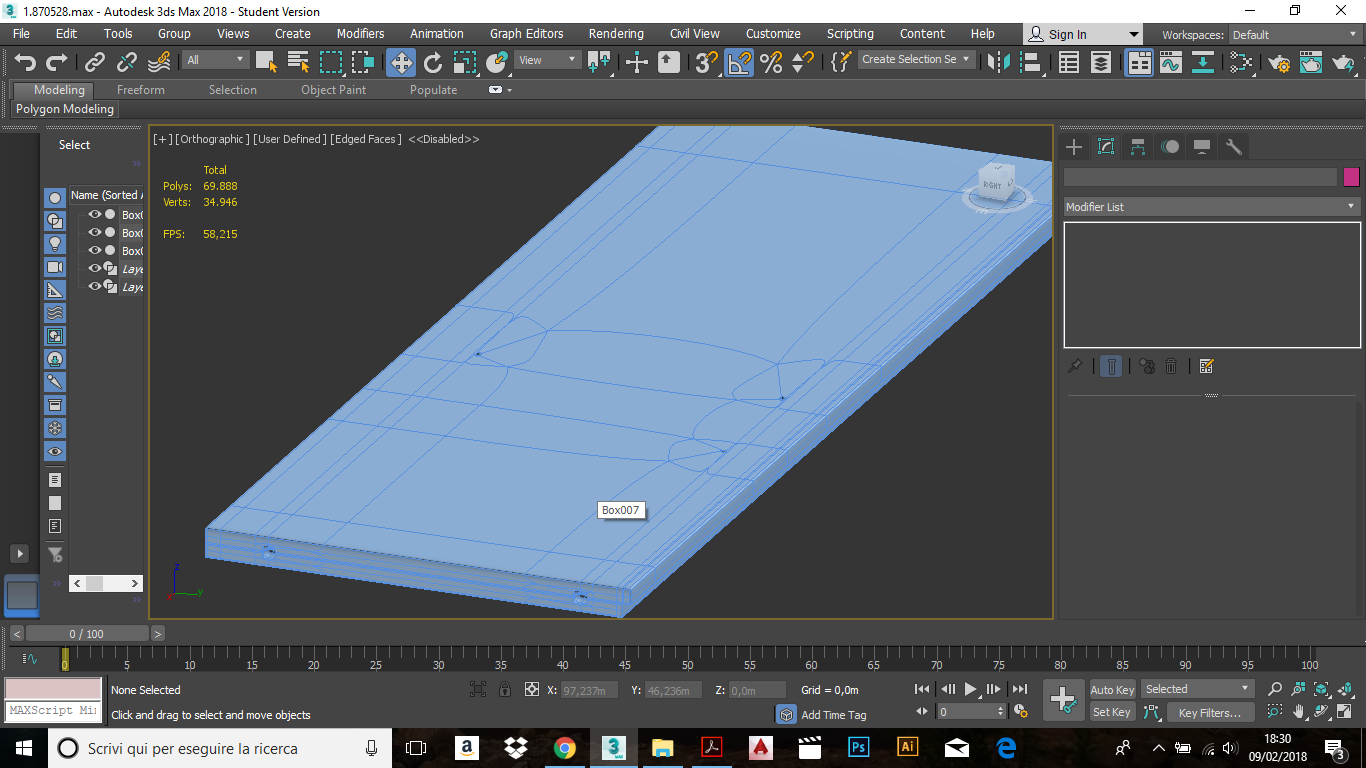 1.870528.max - Autodesk 3ds Max 2018 - Student Version
File Edit Tools Group Views Create Modifiers Animation Graph Editors Rendering Civil View Customize Scripting Content Help Sign In Workspaces: Default
All View Create Selection Se
Modeling Freeform Selection Object Paint Populate
Polygon Modeling
Select
Name (Sorted A
Box0
Box0
Box0
Laye
Laye
[+] [Orthographic] [User Defined] [Edged Faces] <<Disabled>>
Total
Polys: 69.888
Verts: 34.946
FPS: 58,215
RIGHT
Box007
z
y
Modifier List
0 / 100
0 5 10 15 20 25 30 35 40 45 50 55 60 65 70 75 80 85 90 95 100
None Selected X: 97,237m Y: 46,236m Z: 0,0m Grid = 0,0m Auto Key Selected
MAXScript Min Click and drag to select and move objects Add Time Tag 0 Set Key Key Filters...
Scrivi qui per eseguire la ricerca
18:30
09/02/2018
3